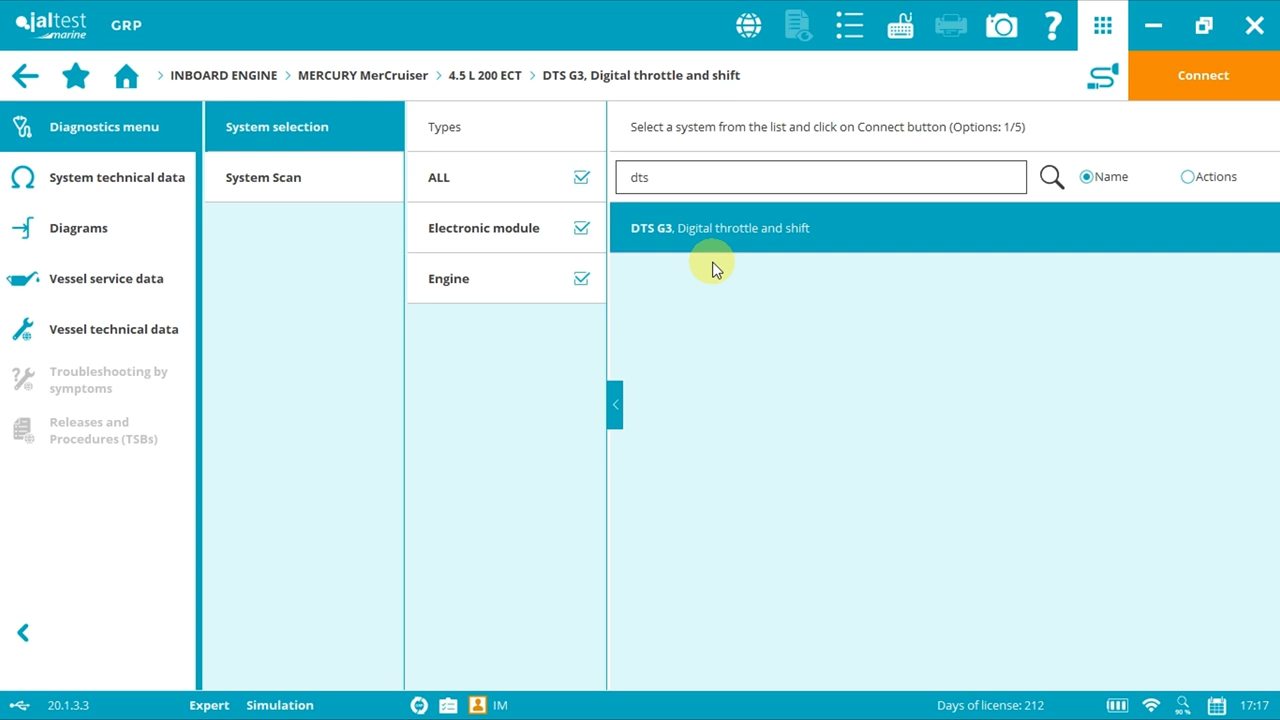 jaltest
marine
GRP
INBOARD ENGINE
MERCURY MerCruiser
4.5 L 200 ECT
DTS G3, Digital throttle and shift
Connect
Diagnostics menu
System technical data
Diagrams
Vessel service data
Vessel technical data
Troubleshooting by
symptoms
Releases and
Procedures (TSBs)
System selection
System Scan
Types
ALL
Electronic module
Engine
Select a system from the list and click on Connect button (Options: 1/5)
dts
Name
Actions
DTS G3, Digital throttle and shift
20.1.3.3
Expert
Simulation
IM
Days of license: 212
90 %
17:17